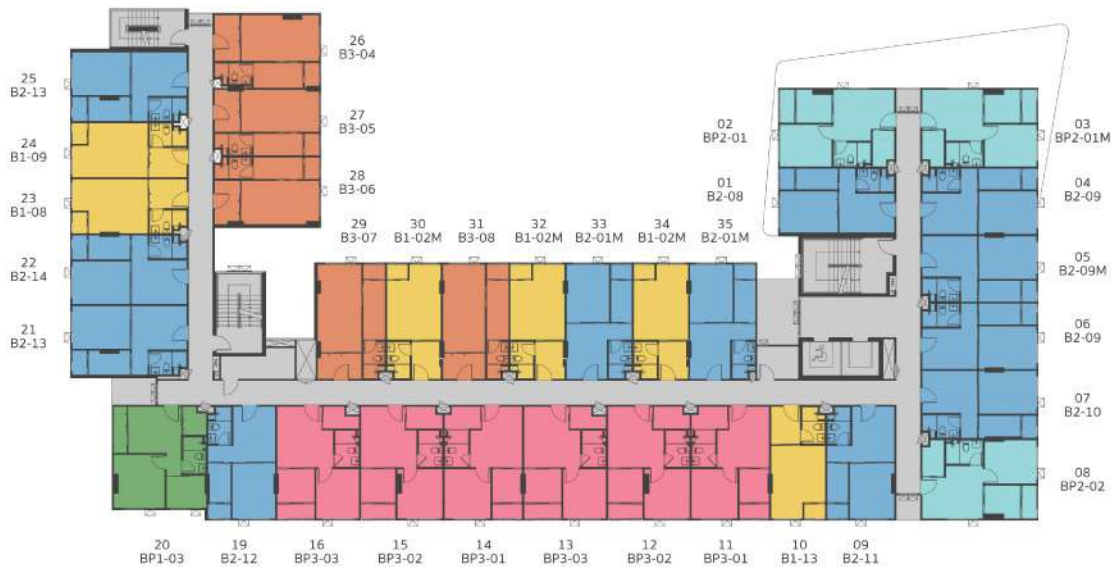 26
B3-04
25
B2-13
27
B3-05
02
BP2-01
03
BP2-01M
24
B1-09
28
B3-06
01
B2-08
04
B2-09
23
B1-08
29
B3-07
30
B1-02M
31
B3-08
32
B1-02M
33
B2-01M
34
B1-02M
35
B2-01M
22
B2-14
05
B2-09M
21
B2-13
06
B2-09
07
B2-10
08
BP2-02
20
BP1-03
19
B2-12
16
BP3-03
15
BP3-02
14
BP3-01
13
BP3-03
12
BP3-02
11
BP3-01
10
B1-13
09
B2-11